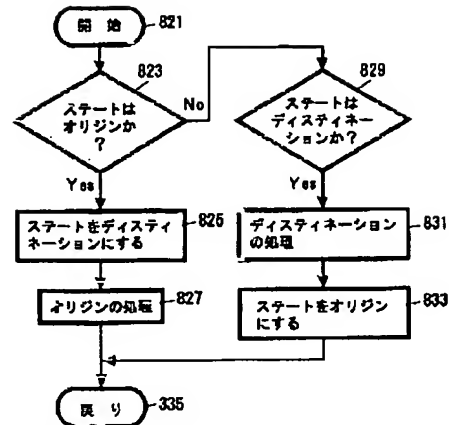 開 始
821
823
ステートは
オリジンか
?
No
Yes
829
ステートは
ディスティネー
ションか?
Yes
ステートをディスティ
ネーションにする
825
オリジンの処理
827
ディスティネーション
の処理
831
ステートをオリジン
にする
833
戻 り
335